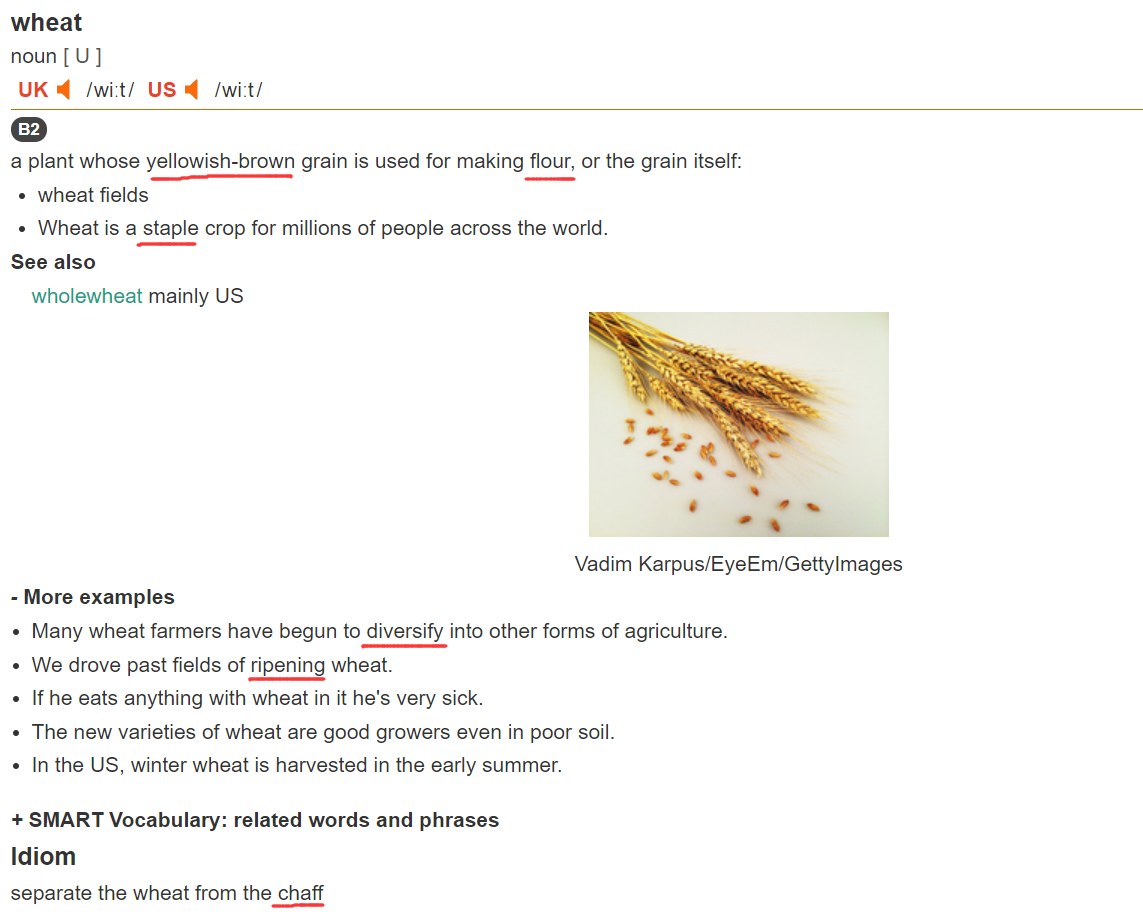 wheat
noun [ U ]
UK /wiːt/ US /wiːt/
B2
a plant whose yellowish-brown grain is used for making flour, or the grain itself:
• wheat fields
• Wheat is a staple crop for millions of people across the world.
See also
wholewheat mainly US
Vadim Karpus/EyeEm/GettyImages
- More examples
• Many wheat farmers have begun to diversify into other forms of agriculture.
• We drove past fields of ripening wheat.
• If he eats anything with wheat in it he's very sick.
• The new varieties of wheat are good growers even in poor soil.
• In the US, winter wheat is harvested in the early summer.
+ SMART Vocabulary: related words and phrases
Idiom
separate the wheat from the chaff